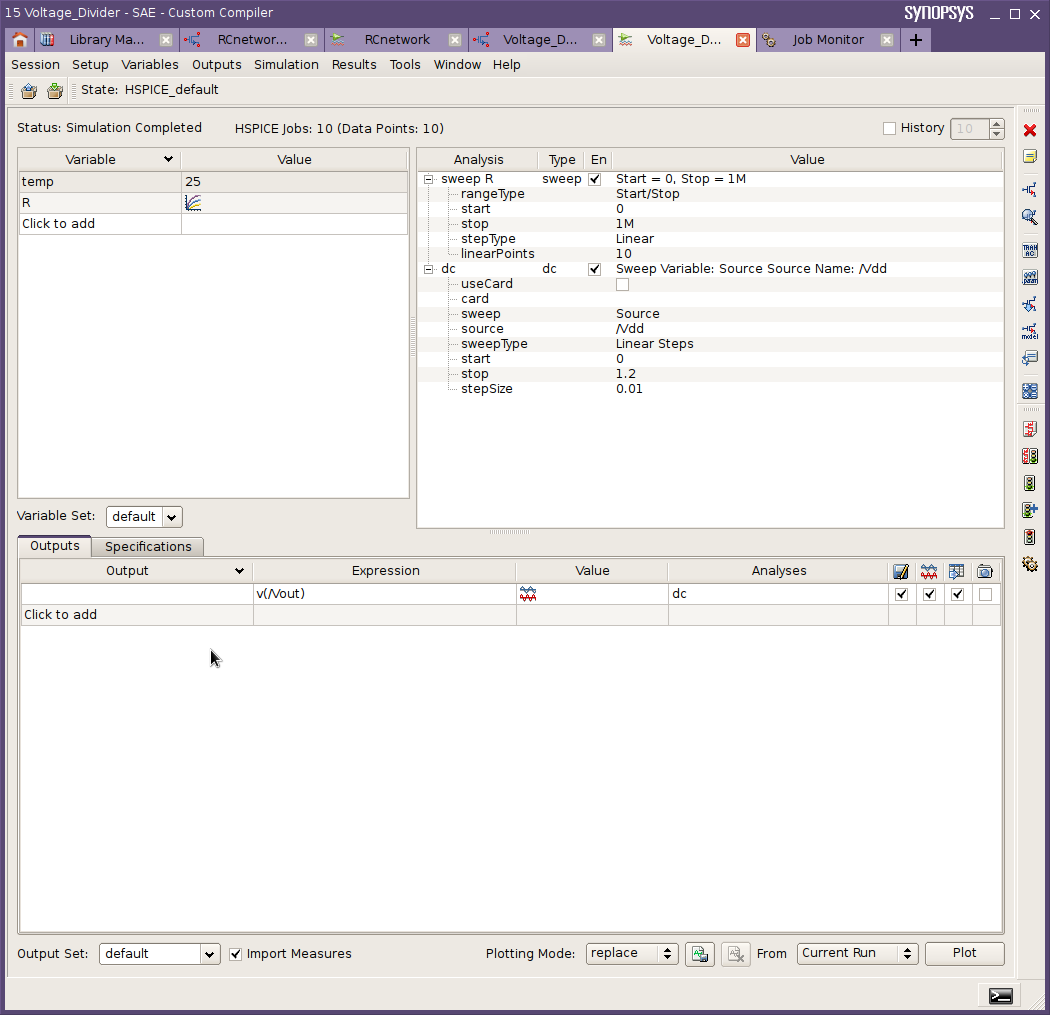 15 Voltage_Divider - SAE - Custom Compiler
SYNOPSYS
Library Ma...
RCnetwor...
RCnetwork
Voltage_D...
Voltage_D...
Job Monitor
Session Setup Variables Outputs Simulation Results Tools Window Help
State: HSPICE_default
Status: Simulation Completed HSPICE Jobs: 10 (Data Points: 10)
History 10
Variable Value
temp 25
R
Click to add
Variable Set: default
Analysis Type En Value
sweep R sweep Start = 0, Stop = 1M
rangeType Start/Stop
start 0
stop 1M
stepType Linear
linearPoints 10
dc dc Sweep Variable: Source Source Name: /Vdd
useCard
card
sweep Source
source /Vdd
sweepType Linear Steps
start 0
stop 1.2
stepSize 0.01
TRAN
AC
param
model
Outputs Specifications
Output Expression Value Analyses
v(/Vout) dc
Click to add
Output Set: default Import Measures Plotting Mode: replace From Current Run Plot